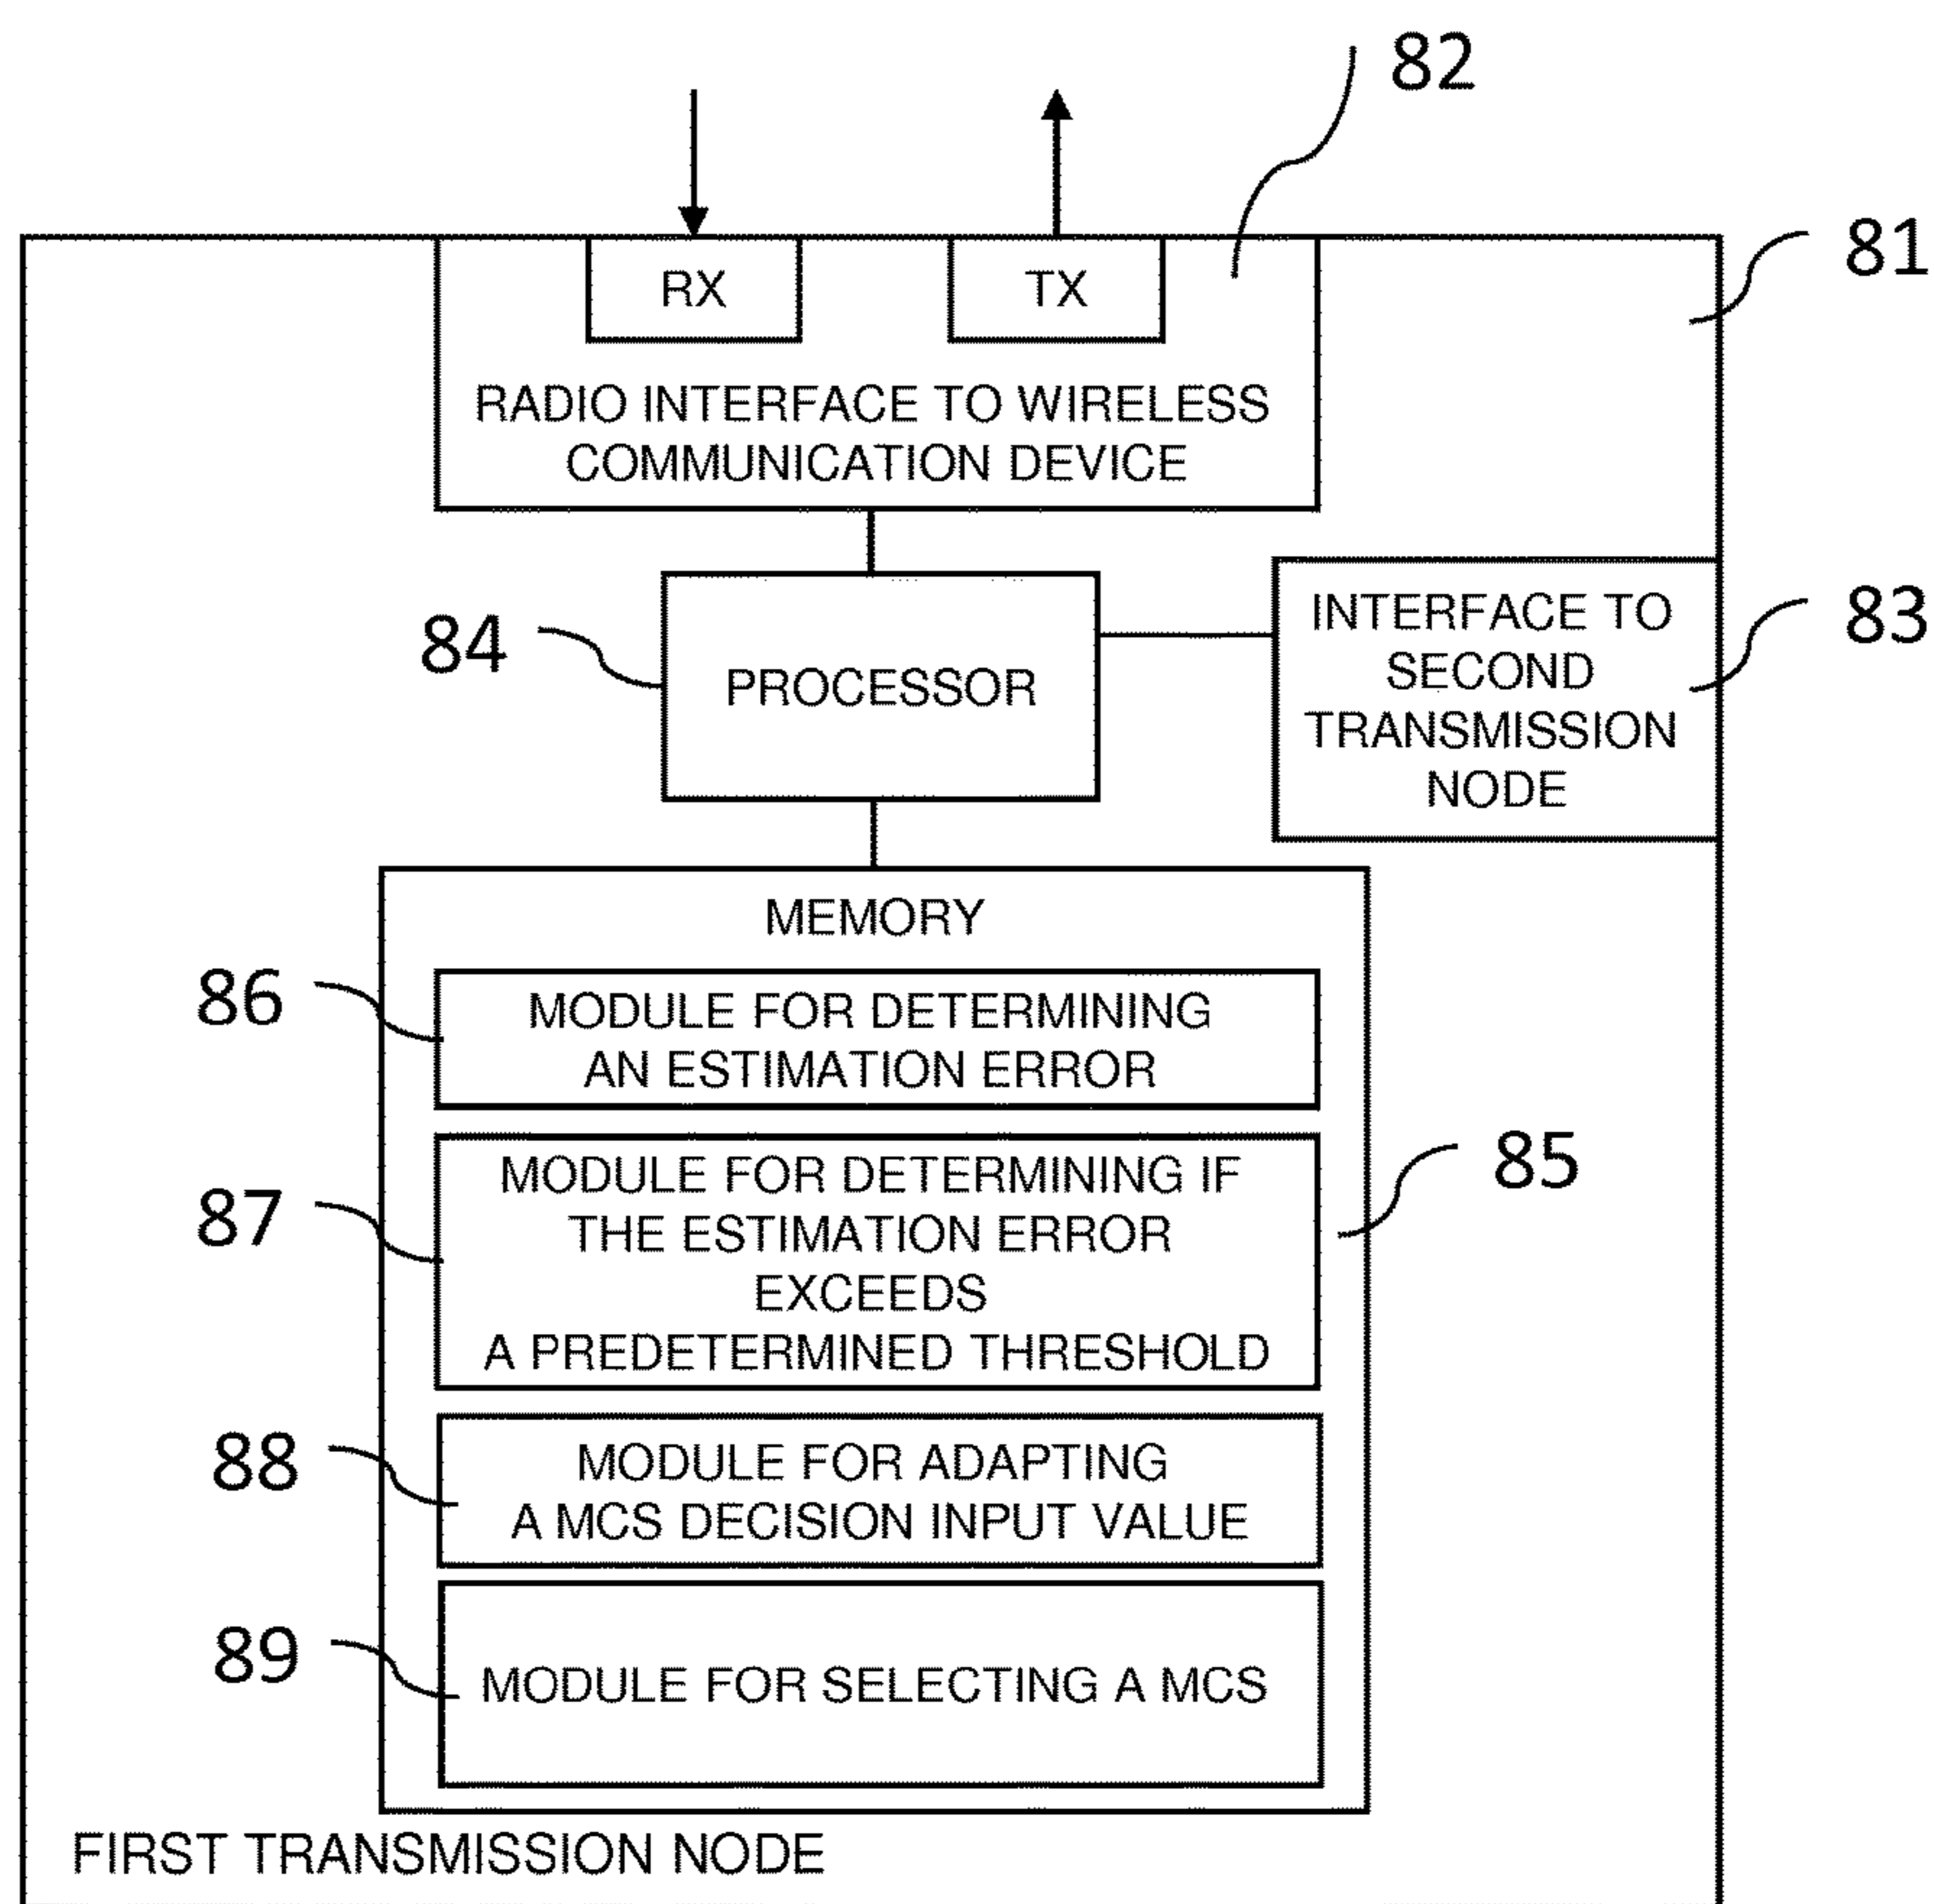 82
81
RX
TX
RADIO INTERFACE TO WIRELESS
COMMUNICATION DEVICE
84
PROCESSOR
INTERFACE TO
SECOND
TRANSMISSION
NODE
83
MEMORY
86
MODULE FOR DETERMINING
AN ESTIMATION ERROR
87
MODULE FOR DETERMINING IF
THE ESTIMATION ERROR
EXCEEDS
A PREDETERMINED THRESHOLD
85
88
MODULE FOR ADAPTING
A MCS DECISION INPUT VALUE
89
MODULE FOR SELECTING A MCS
FIRST TRANSMISSION NODE